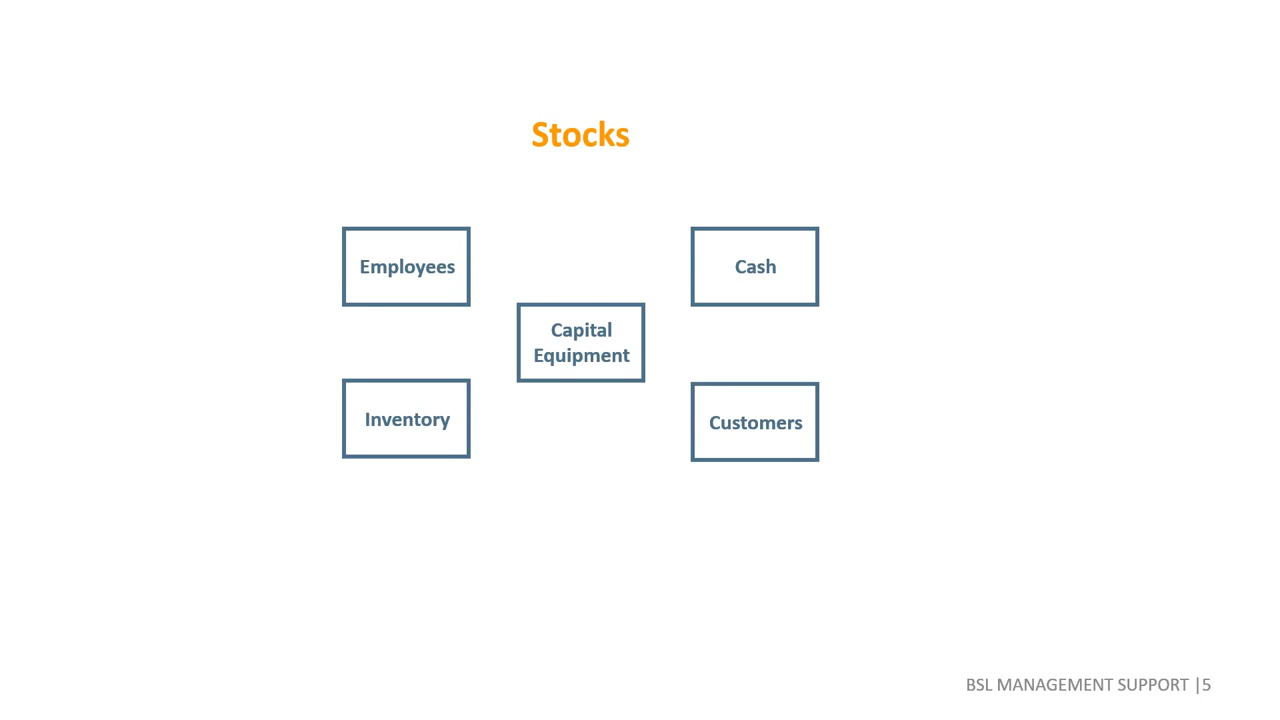 Stocks
Employees
Cash
Capital
Equipment
Inventory
Customers
BSL MANAGEMENT SUPPORT |5